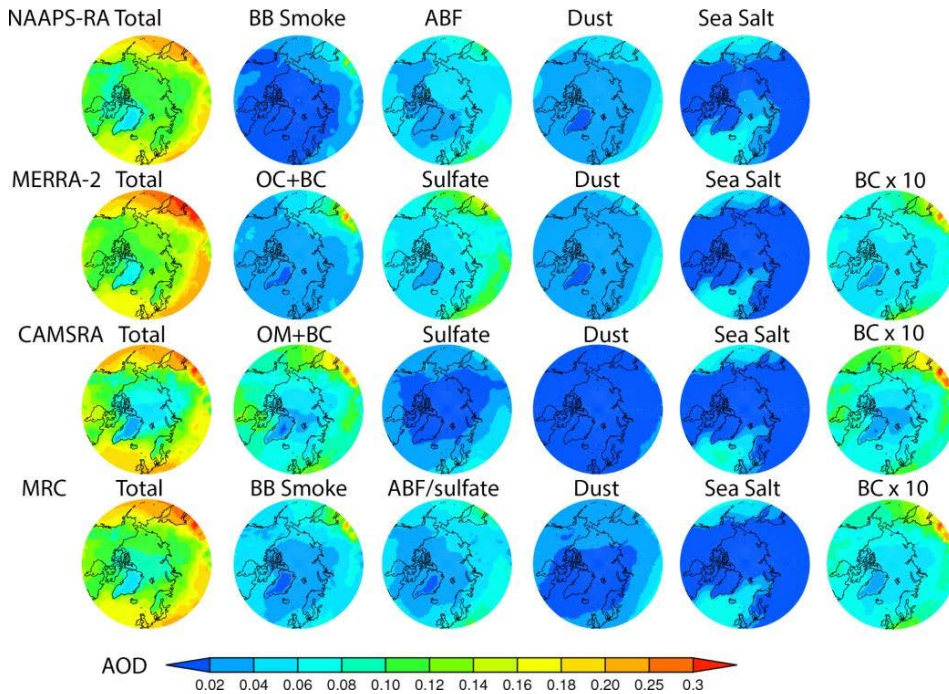 NAAPS-RA Total BB Smoke ABF Dust Sea Salt
MERRA-2 Total OC+BC Sulfate Dust Sea Salt BC x 10
CAMSRA Total OM+BC Sulfate Dust Sea Salt BC x 10
MRC Total BB Smoke ABF/sulfate Dust Sea Salt BC x 10
AOD
0.02 0.04 0.06 0.08 0.10 0.12 0.14 0.16 0.18 0.20 0.25 0.3